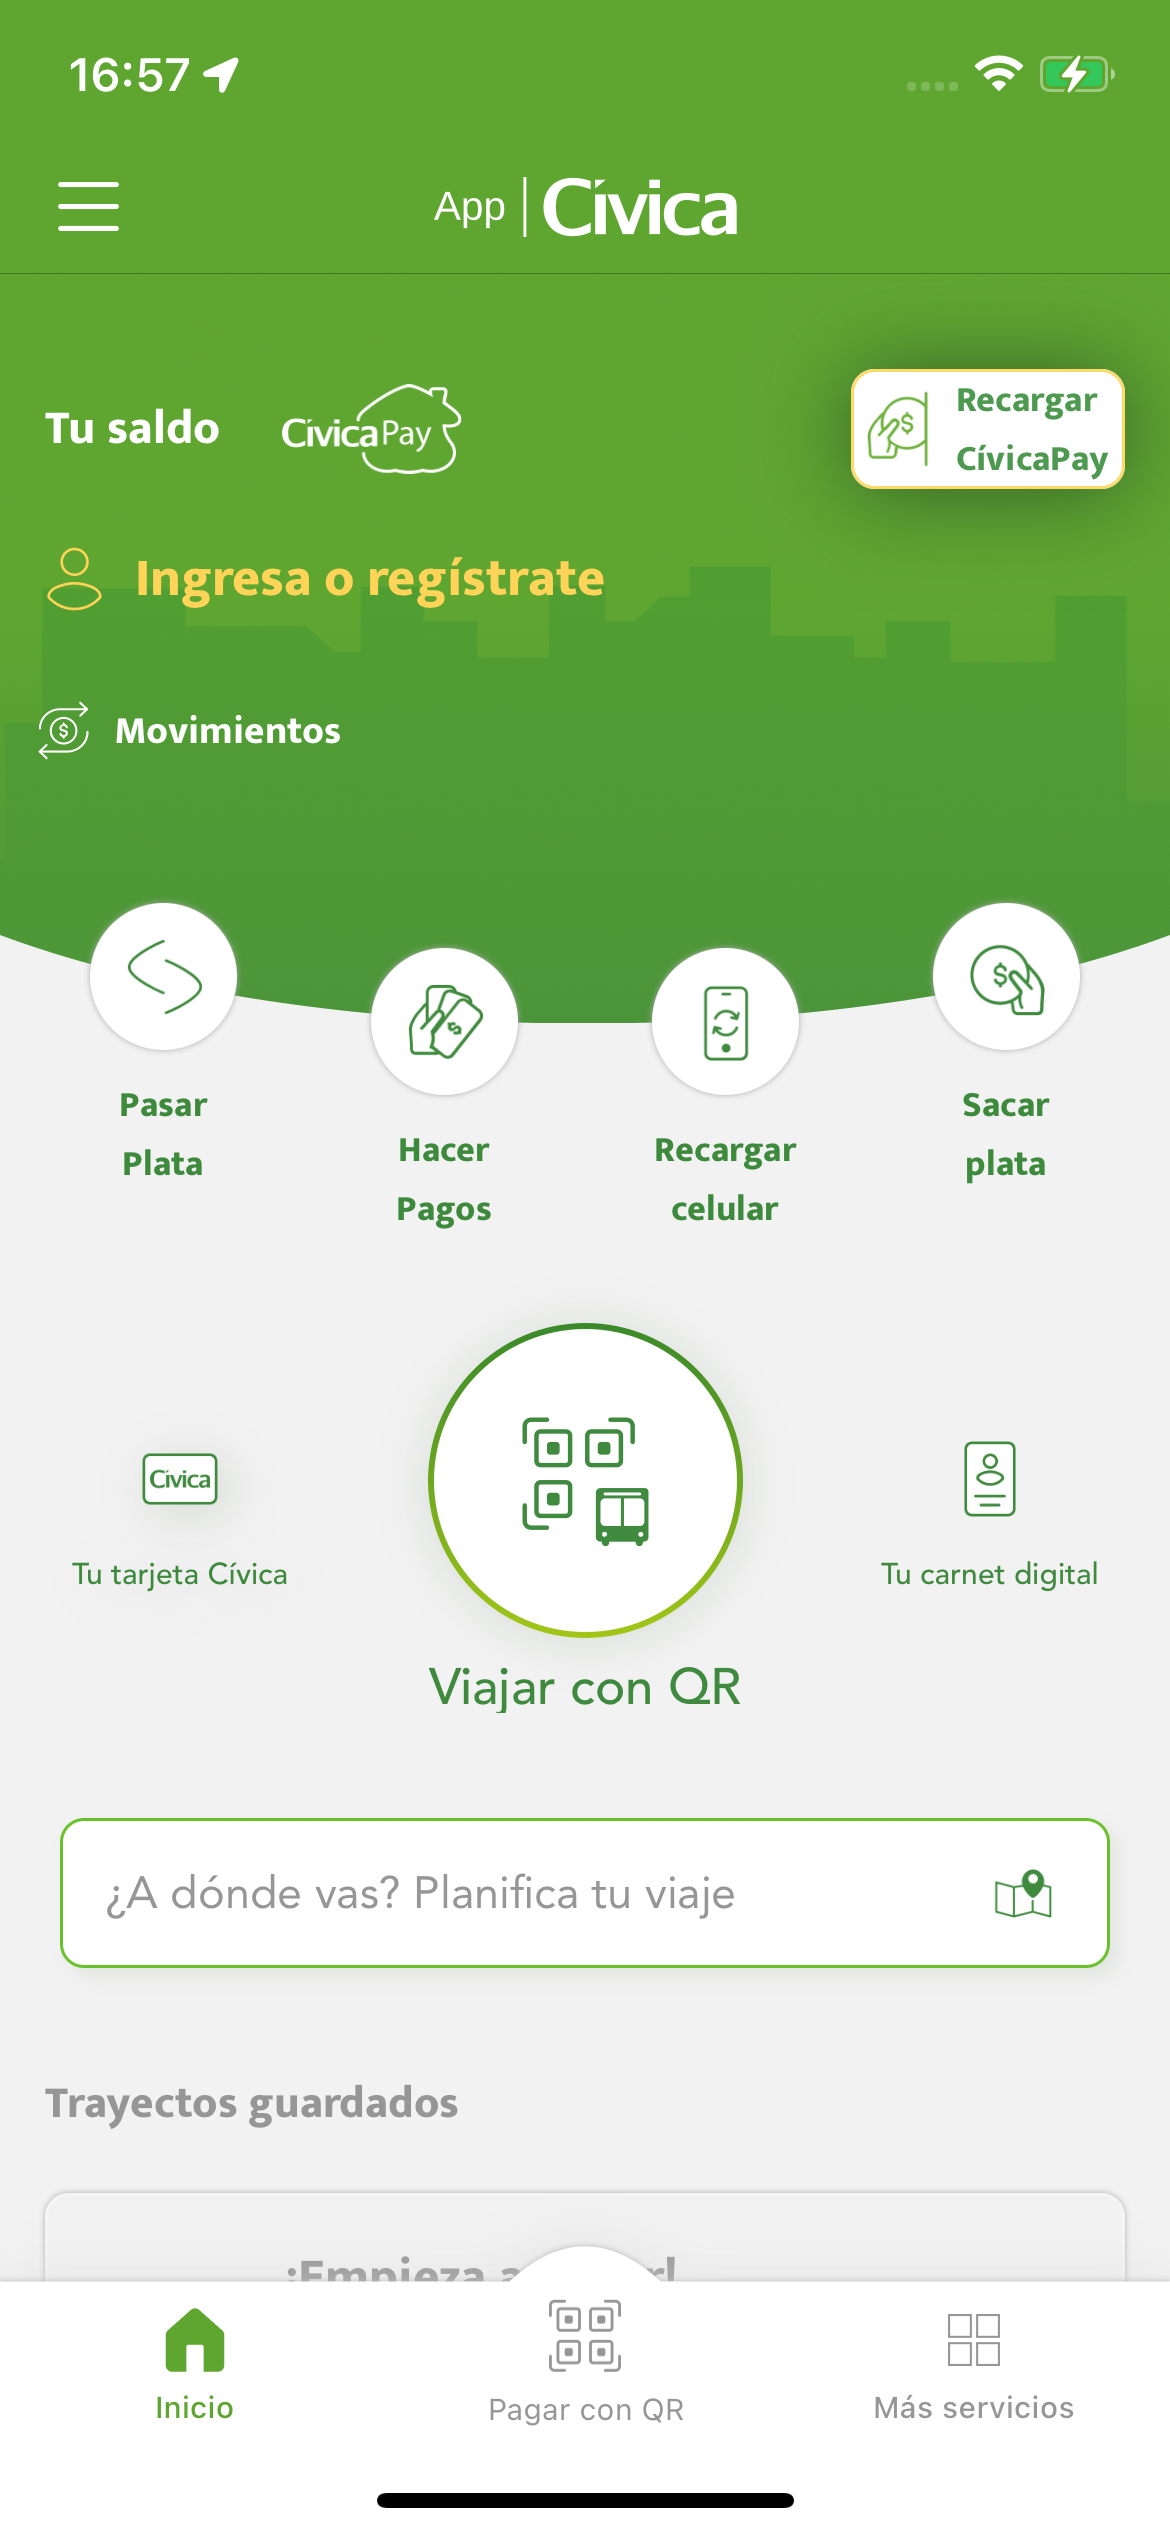 16:57
App | Cívica
Tu saldo
CívicaPay
Recargar
CívicaPay
Ingresa o regístrate
Movimientos
Pasar
Plata
Hacer
Pagos
Recargar
celular
Sacar
plata
Cívica
Tu tarjeta Cívica
Tu carnet digital
Viajar con QR
¿A dónde vas? Planifica tu viaje
Trayectos guardados
¡Empieza a
Inicio
Pagar con QR
Más servicios